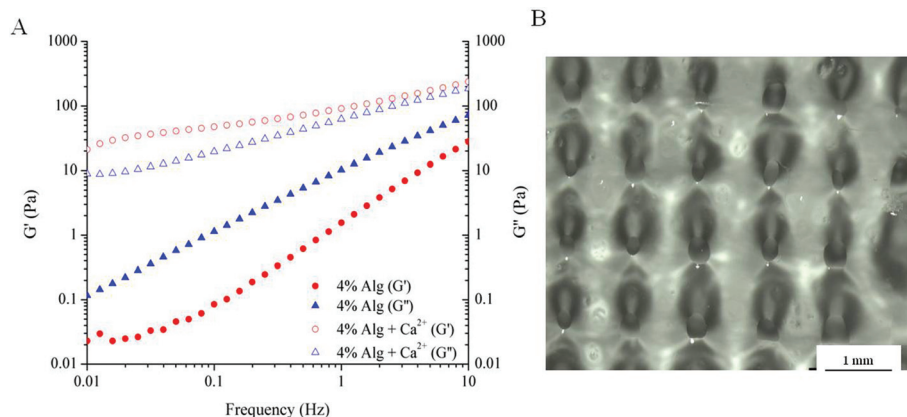 A
B
1000
1000
100
100
10
10
1
1
0.1
0.1
0.01
0.01
G' (Pa)
G" (Pa)
4% Alg (G')
4% Alg (G")
4% Alg + Ca²⁺ (G')
4% Alg + Ca²⁺ (G")
0.01 0.1 1 10
Frequency (Hz)
1 mm